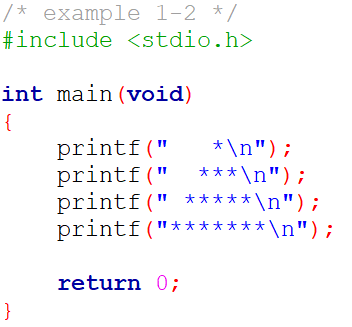 /* example 1-2 */
#include <stdio.h>

int main(void)
{
    printf("   *\n");
    printf("  ***\n");
    printf(" *****\n");
    printf("*******\n");

    return 0;
}